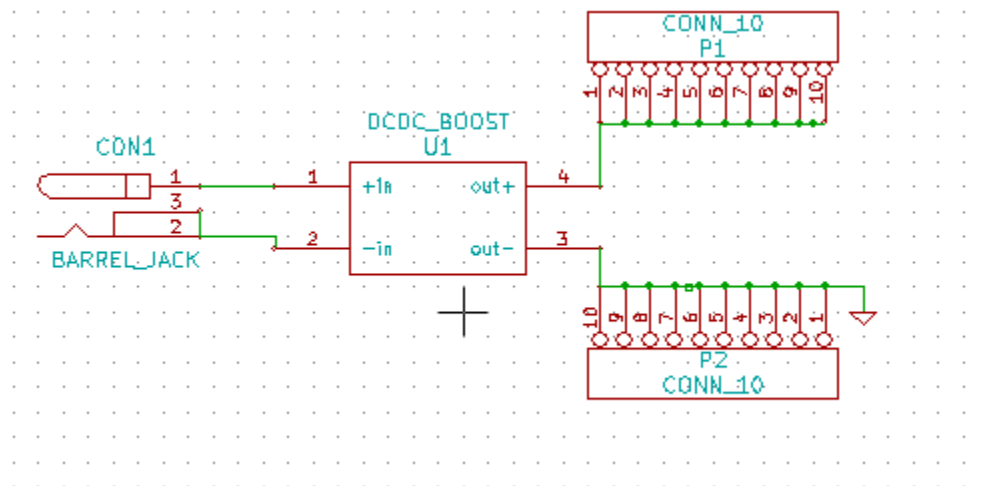 CONN_10
P1
1 2 3 4 5 6 7 8 9 10
DCDC_BOOST
U1
CON1
1
3
2
BARREL_JACK
1 +In out+ 4
2 -in out- 3
10 9 8 7 6 5 4 3 2 1
P2
CONN_10